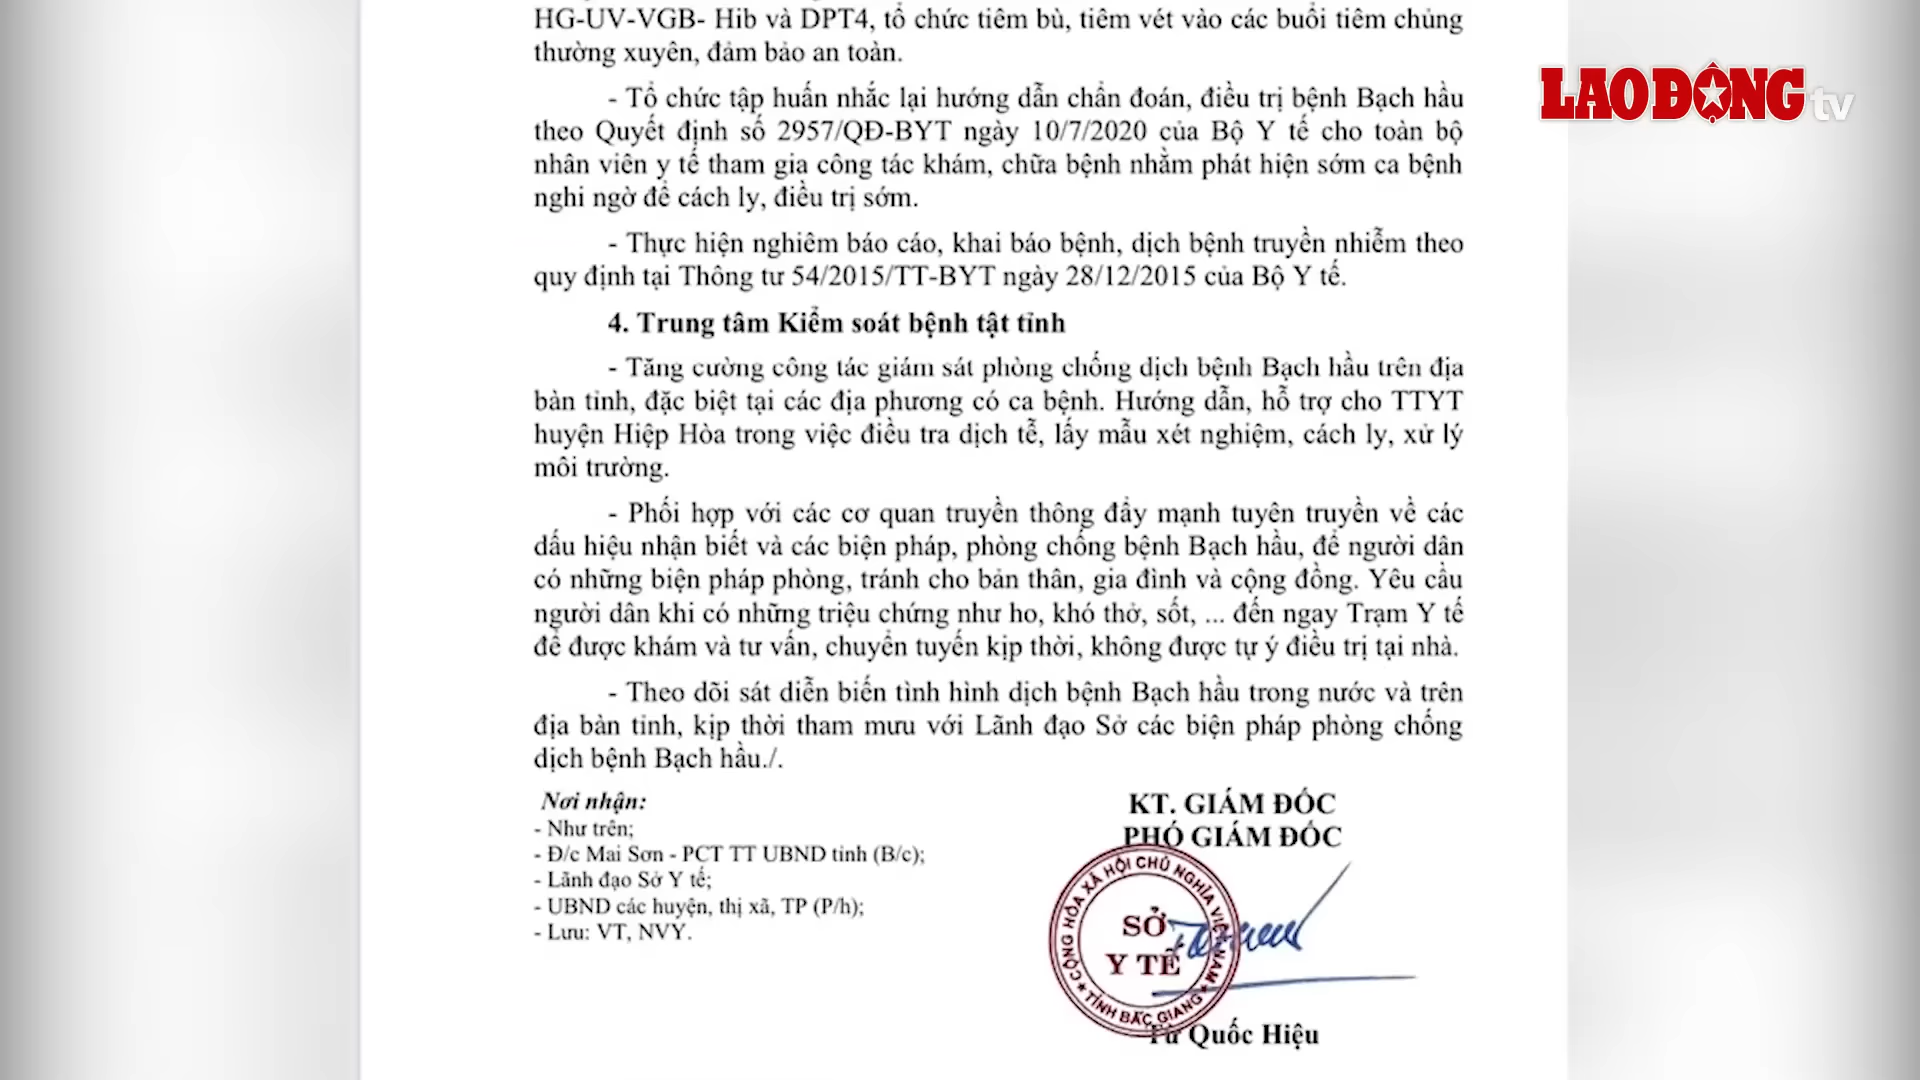 HG-UV-VGB- Hib và DPT4, tổ chức tiêm bù, tiêm vét vào các buổi tiêm chủng
thường xuyên, đảm bảo an toàn.
LAO ĐỘNG tv
- Tổ chức tập huấn nhắc lại hướng dẫn chẩn đoán, điều trị bệnh Bạch hầu
theo Quyết định số 2957/QĐ-BYT ngày 10/7/2020 của Bộ Y tế cho toàn bộ
nhân viên y tế tham gia công tác khám, chữa bệnh nhằm phát hiện sớm ca bệnh
nghi ngờ để cách ly, điều trị sớm.
- Thực hiện nghiêm báo cáo, khai báo bệnh, dịch bệnh truyền nhiễm theo
quy định tại Thông tư 54/2015/TT-BYT ngày 28/12/2015 của Bộ Y tế.
4. Trung tâm Kiểm soát bệnh tật tỉnh
- Tăng cường công tác giám sát phòng chống dịch bệnh Bạch hầu trên địa
bàn tỉnh, đặc biệt tại các địa phương có ca bệnh. Hướng dẫn, hỗ trợ cho TTYT
huyện Hiệp Hòa trong việc điều tra dịch tễ, lấy mẫu xét nghiệm, cách ly, xử lý
môi trường.
- Phối hợp với các cơ quan truyền thông đẩy mạnh tuyên truyền về các
dấu hiệu nhận biết và các biện pháp, phòng chống bệnh Bạch hầu, để người dân
có những biện pháp phòng, tránh cho bản thân, gia đình và cộng đồng. Yêu cầu
người dân khi có những triệu chứng như ho, khó thở, sốt, ... đến ngay Trạm Y tế
để được khám và tư vấn, chuyển tuyến kịp thời, không được tự ý điều trị tại nhà.
- Theo dõi sát diễn biến tình hình dịch bệnh Bạch hầu trong nước và trên
địa bàn tỉnh, kịp thời tham mưu với Lãnh đạo Sở các biện pháp phòng chống
dịch bệnh Bạch hầu./.
Nơi nhận:
- Như trên;
- Đ/c Mai Sơn - PCT TT UBND tỉnh (B/c);
- Lãnh đạo Sở Y tế;
- UBND các huyện, thị xã, TP (P/h);
- Lưu: VT, NVY.
KT. GIÁM ĐỐC
PHÓ GIÁM ĐỐC
CỘNG HÒA XÃ HỘI CHỦ NGHĨA VIỆT NAM
SỞ
Y TẾ
TỈNH BẮC GIANG
Từ Quốc Hiệu